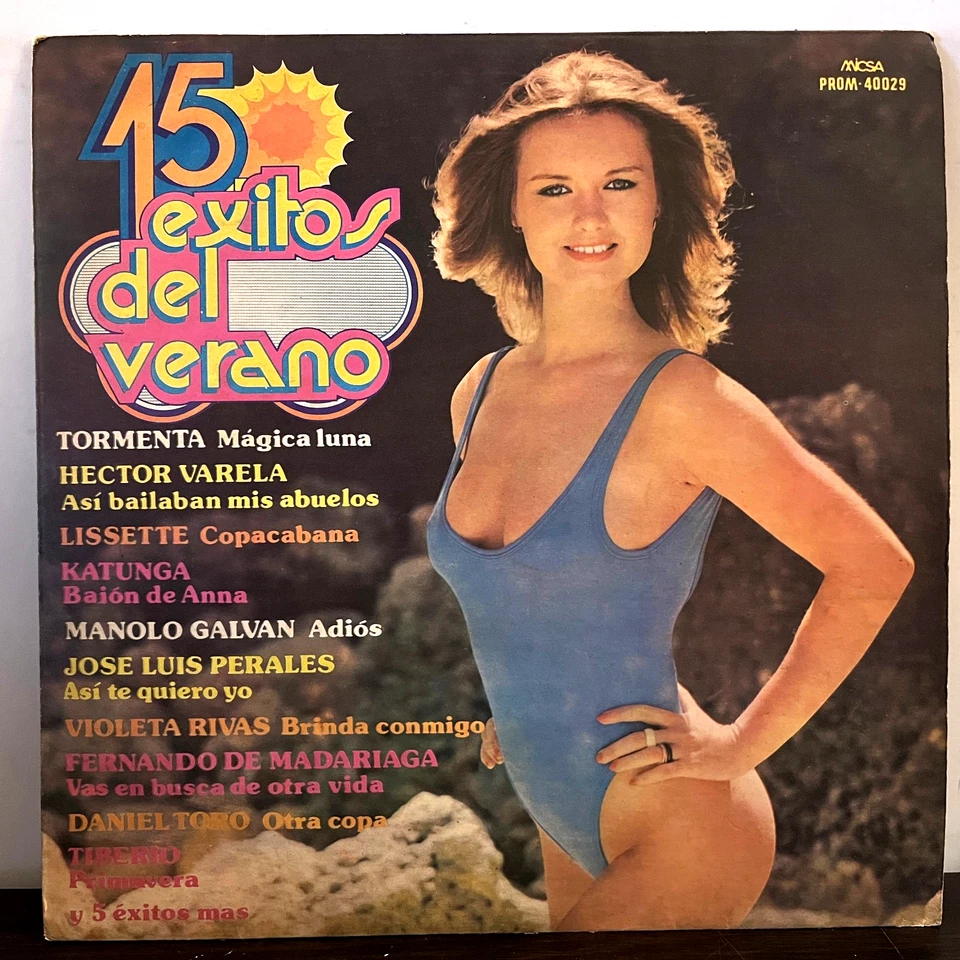 15
exitos
del
verano
MICSA
PROM-40029
TORMENTA Mágica luna
HECTOR VARELA
Así bailaban mis abuelos
LISSETTE Copacabana
KATUNGA
Baión de Anna
MANOLO GALVAN Adiós
JOSE LUIS PERALES
Así te quiero yo
VIOLETA RIVAS Brinda conmigo
FERNANDO DE MADARIAGA
Vas en busca de otra vida
DANIEL TORO Otra copa
TIBERIO
Primavera
y 5 éxitos mas